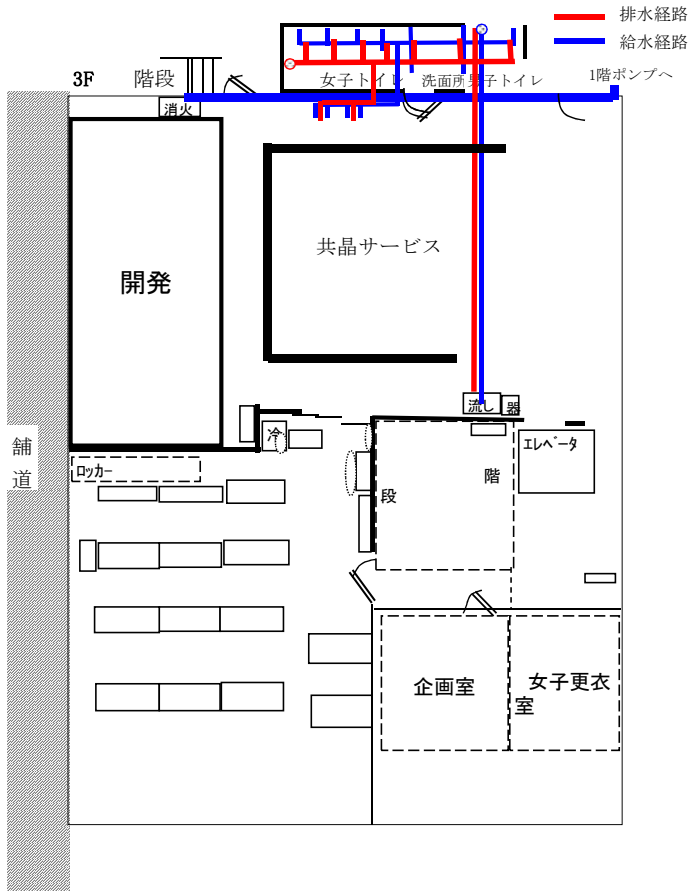 排水経路
給水経路
3F
階段
女子トイレ
洗面所男子トイレ
1階ポンプへ
消火
共晶サービス
開発
流し
器
冷
エレベータ
舗道
ロッカー
階
段
企画室
女子更衣室